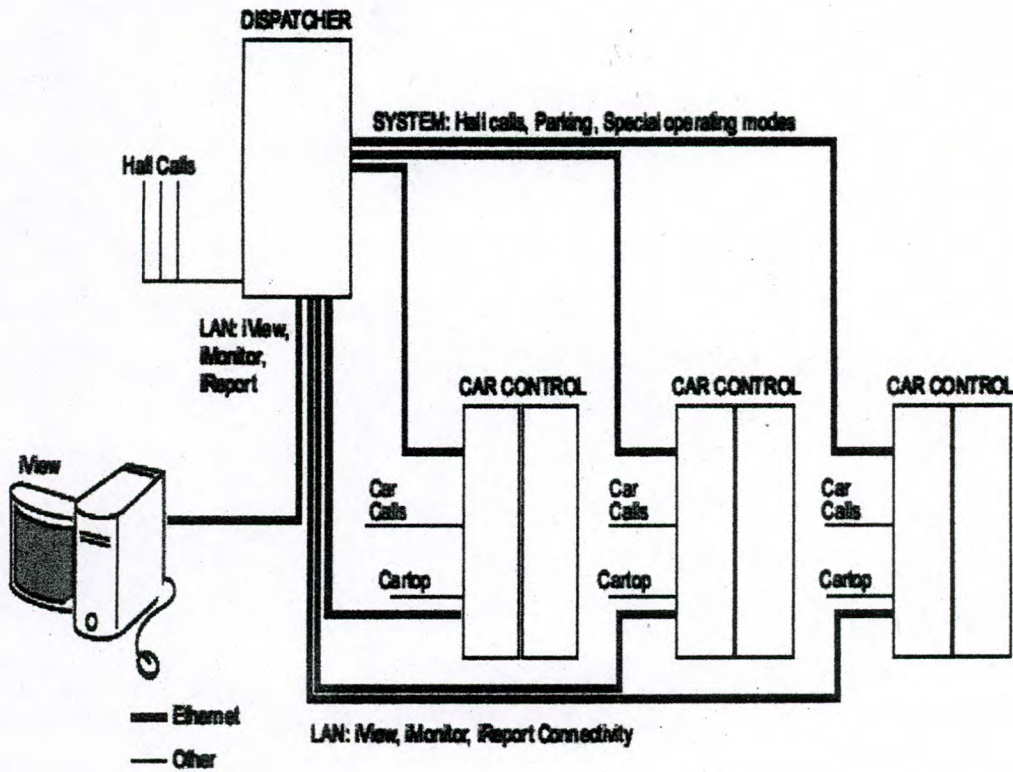 DISPATCHER
SYSTEM: Hall calls, Parking, Special operating modes
Hall Calls
LAN: iView,
iMonitor,
iReport
CAR CONTROL
CAR CONTROL
CAR CONTROL
iView
Car
Calls
Car
Calls
Car
Calls
Cartop
Cartop
Cartop
Ethernet
LAN: iView, iMonitor, iReport Connectivity
Other